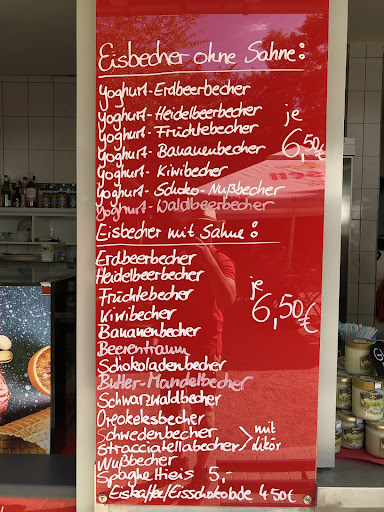 Eisbecher ohne Sahne:
Yoghurt-Erdbeerbecher
Yoghurt-Heidelbeerbecher
Yoghurt-Früchtebecher
je
Yoghurt-Bananenbecher
6,50€
Yoghurt-Kiwibecher
Yoghurt-Schoko-Nußbecher
Yoghurt-Waldbeerbecher
Eisbecher mit Sahne:
Erdbeerbecher
Heidelbeerbecher
Früchtebecher
je
Kiwibecher
6,50€
Bananenbecher
Beerentraum
Schokoladenbecher
Butter-Mandelbecher
Schwarzwaldbecher
Oreokeksbecher
Schwedenbecher
Stracciatellabecher > mit Likör
Nußbecher
Spaghettieis 5,-
Eiskaffee/Eisschokolade 4,50€